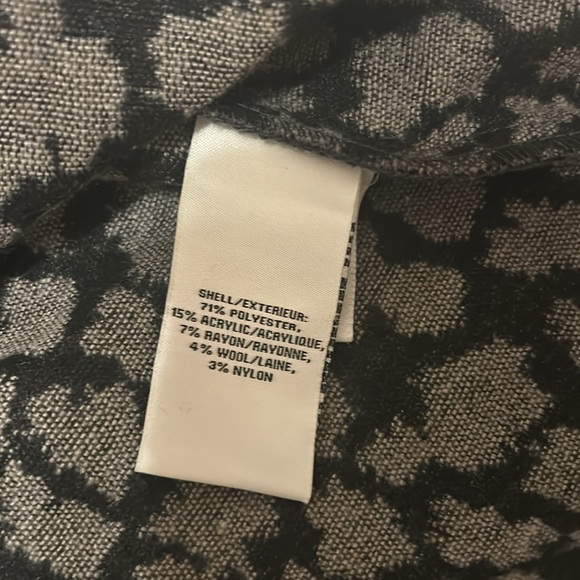 SHELL/EXTERIEUR:
71% POLYESTER,
15% ACRYLIC/ACRYLIQUE,
7% RAYON/RAYONNE,
4% WOOL/LAINE,
3% NYLON